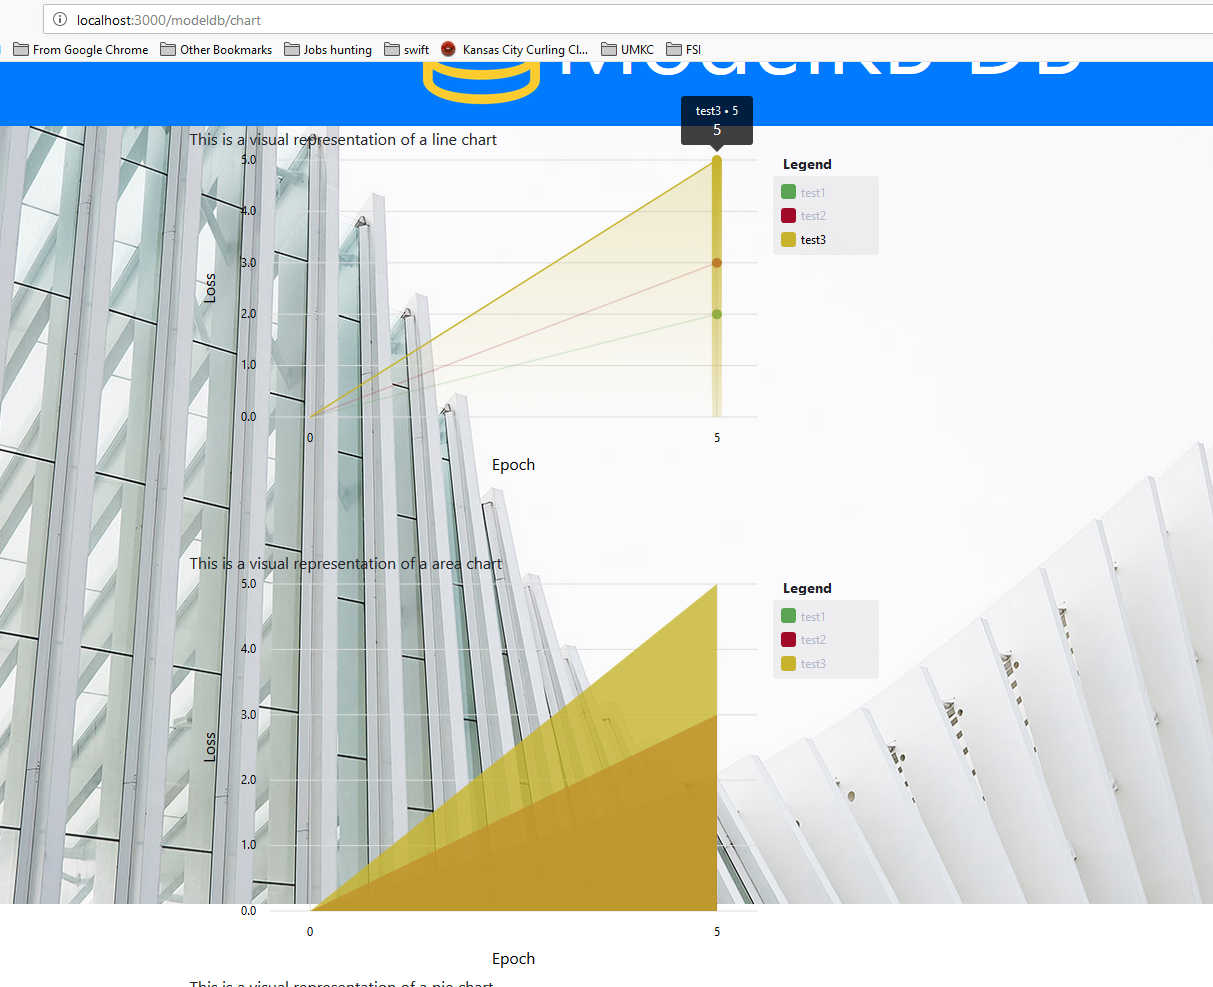 localhost:3000/modeldb/chart
From Google Chrome Other Bookmarks Jobs hunting swift Kansas City Curling Cl... UMKC FSI
ModelKB DB
test3 • 5
5
This is a visual representation of a line chart
5.0
4.0
3.0
2.0
1.0
0.0
Loss
0 5
Epoch
Legend
test1
test2
test3
This is a visual representation of a area chart
5.0
4.0
3.0
2.0
1.0
0.0
Loss
0 5
Epoch
Legend
test1
test2
test3
This is a visual representation of a pie chart